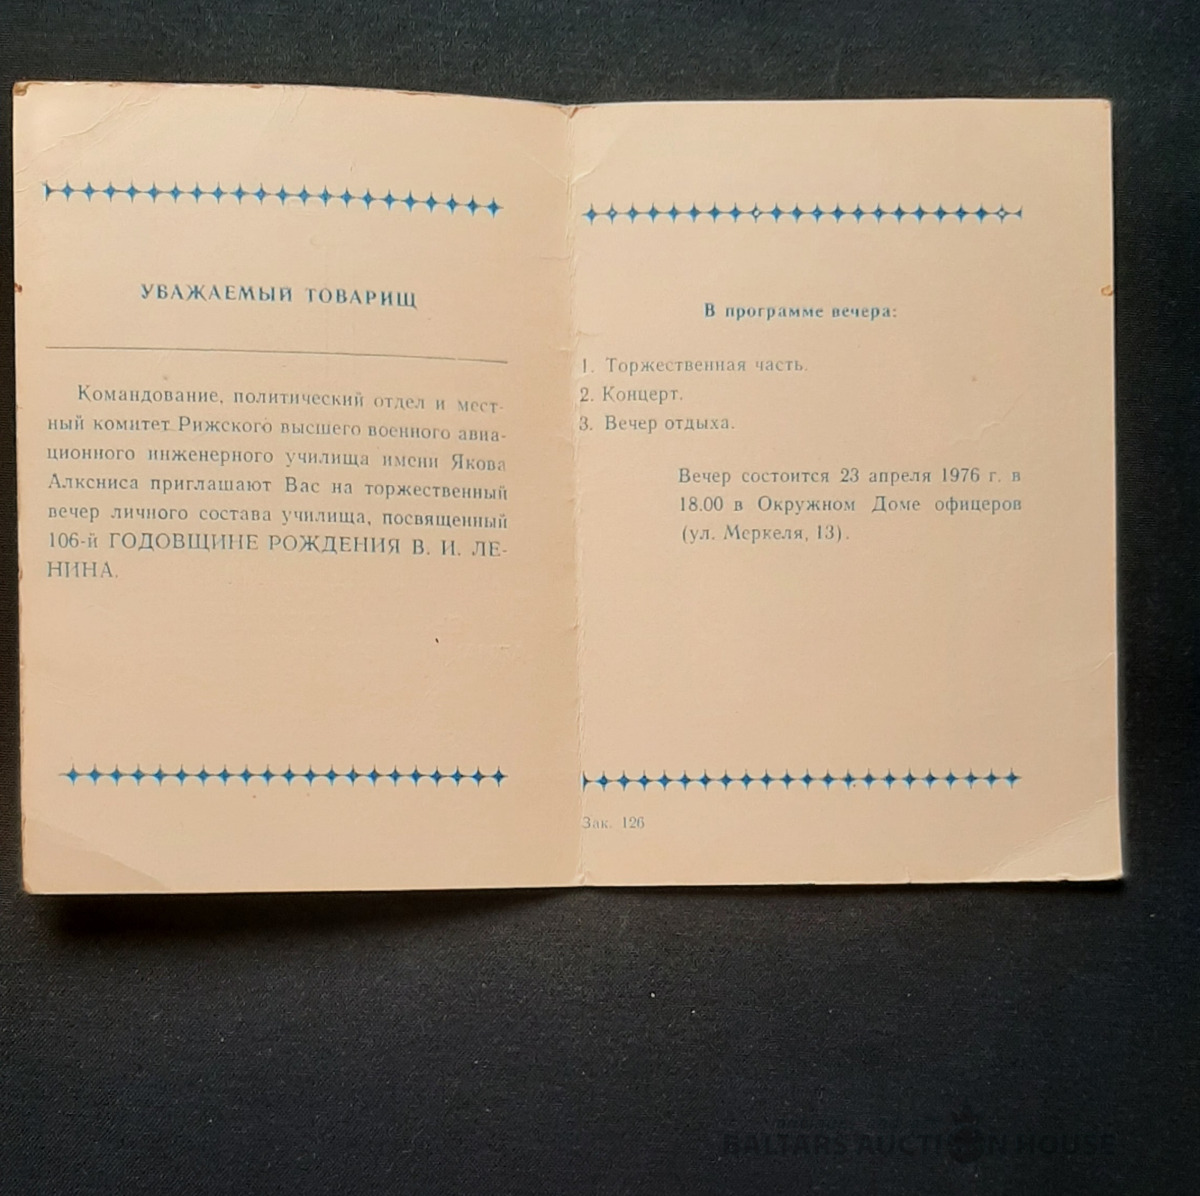 УВАЖАЕМЫЙ ТОВАРИЩ
Командование, политический отдел и мест-
ный комитет Рижского высшего военного авиа-
ционного инженерного училища имени Якова
Алксниса приглашают Вас на торжественный
вечер личного состава училища, посвященный
106-й ГОДОВЩИНЕ РОЖДЕНИЯ В. И. ЛЕ-
НИНА.
В программе вечера:
1. Торжественная часть.
2. Концерт.
3. Вечер отдыха.
Вечер состоится 23 апреля 1976 г. в
18.00 в Окружном Доме офицеров
(ул. Меркеля, 13).
Зак. 126
BALTARS AUCTION HOUSE